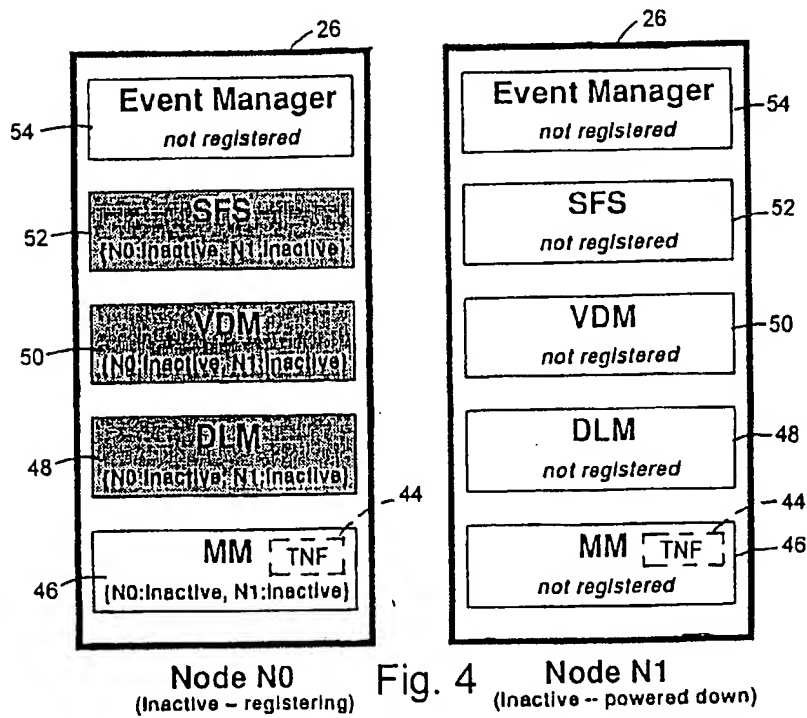 26
Event Manager
not registered
54
SFS
{N0:Inactive, N1:Inactive}
52
VDM
{N0:Inactive, N1:Inactive}
50
DLM
{N0:Inactive, N1:Inactive}
48
44
MM
TNF
46
{N0:Inactive, N1:Inactive}
Node N0
(Inactive – registering)
Fig. 4
26
Event Manager
not registered
54
SFS
not registered
52
VDM
not registered
50
DLM
not registered
48
44
MM
TNF
46
not registered
Node N1
(Inactive -- powered down)